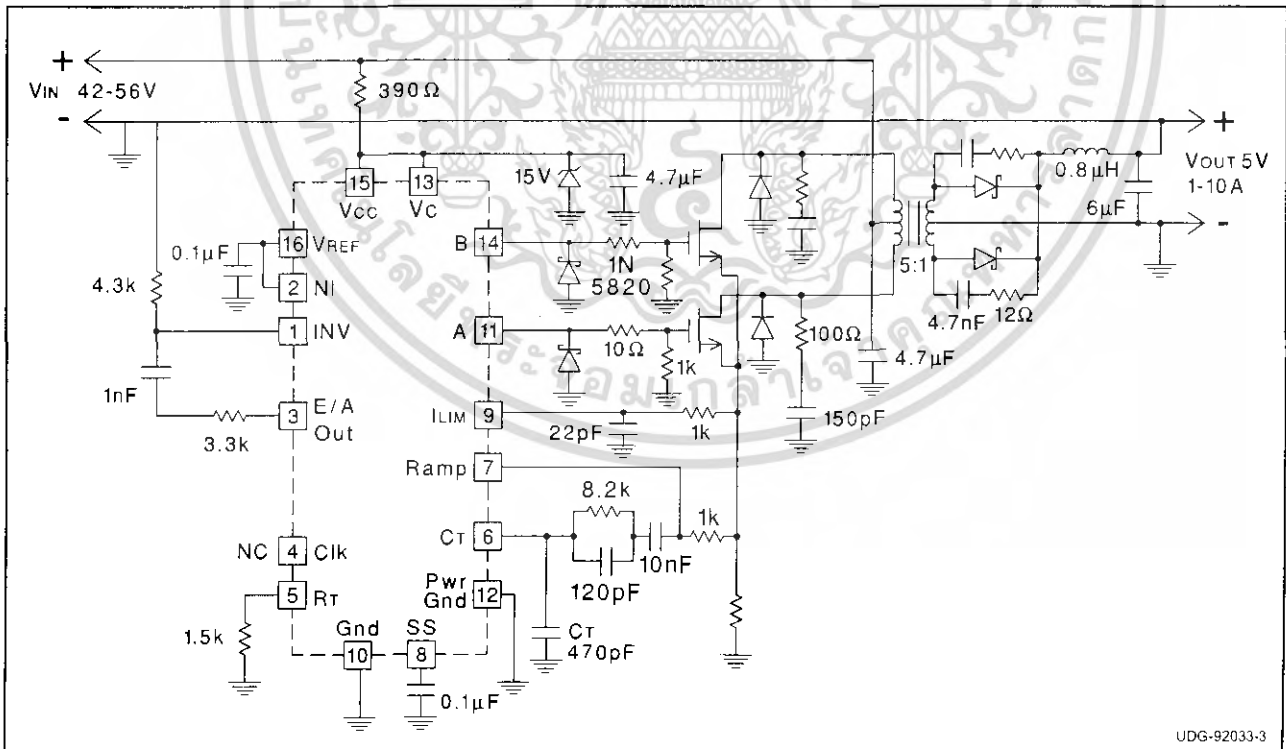 +
VIN 42-56V
-
390Ω
15V
4.7µF
+
VOUT 5V
1-10A
-
0.8µH
6µF
5:1
4.7nF
12Ω
15
VCC
13
VC
16
VREF
0.1µF
2
NI
1
INV
4.3k
1nF
3
E/A
Out
3.3k
B
14
1N
5820
A
11
10Ω
1k
100Ω
4.7µF
150pF
ILIM
9
22pF
1k
Ramp
7
8.2k
1k
CT
6
120pF
10nF
NC
4
Clk
5
RT
1.5k
Pwr
Gnd
12
CT
470pF
Gnd
10
SS
8
0.1µF
UDG-92033-3